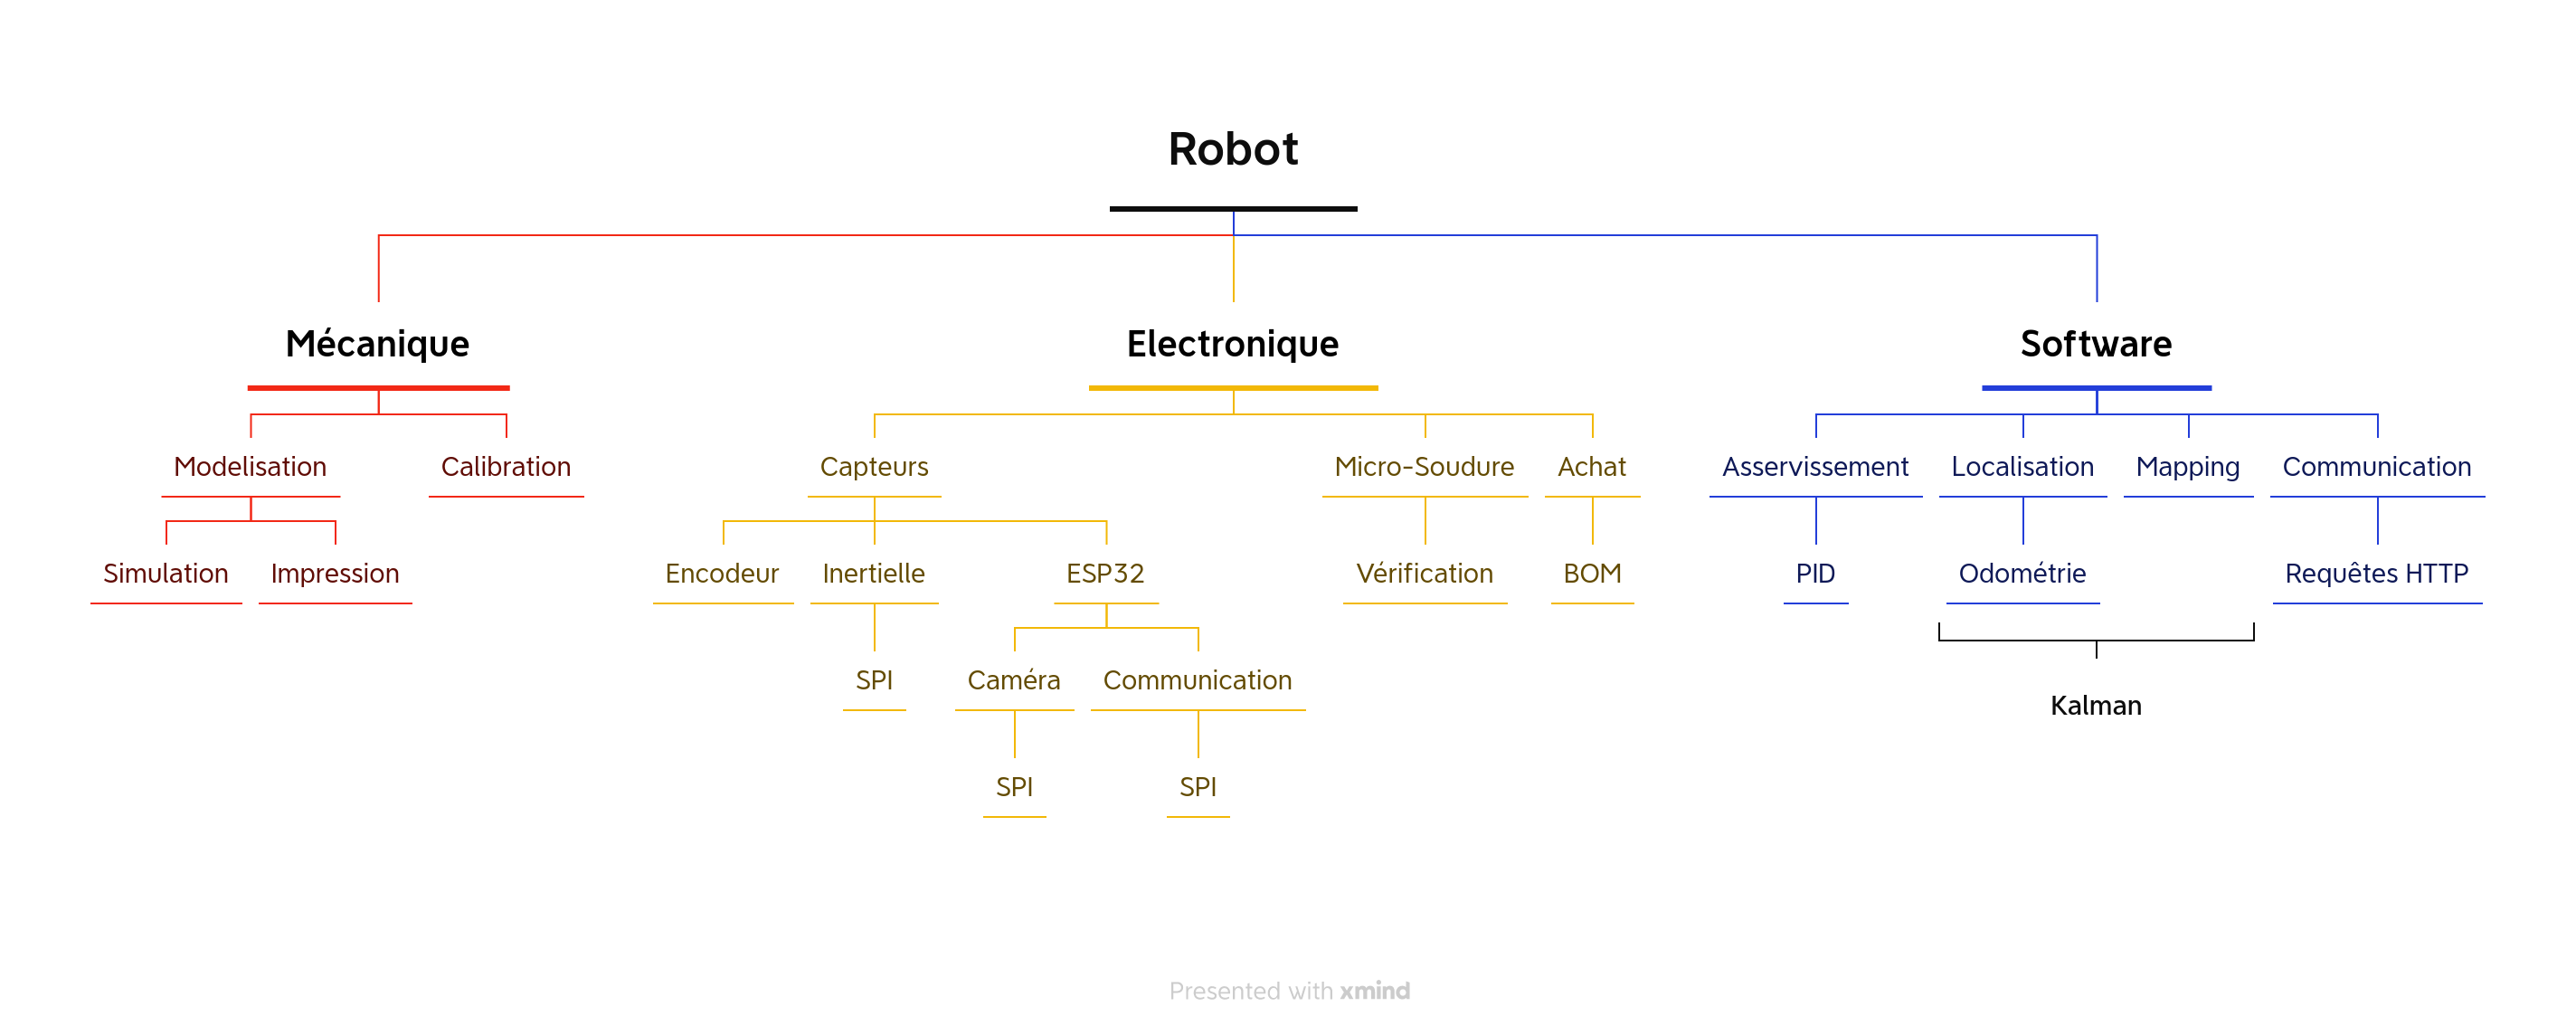 Robot
Mécanique
Electronique
Software
Modelisation
Calibration
Capteurs
Micro-Soudure
Achat
Asservissement
Localisation
Mapping
Communication
Simulation
Impression
Encodeur
Inertielle
ESP32
Vérification
BOM
PID
Odométrie
Requêtes HTTP
SPI
Caméra
Communication
Kalman
SPI
SPI
Presented with xmind